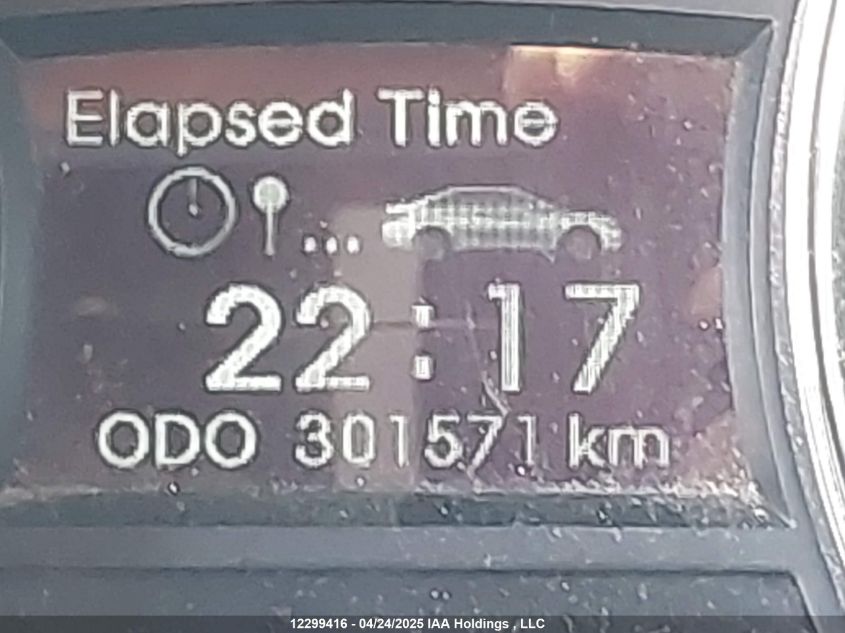 Elapsed Time
22:17
ODO 301571 km
12299416 - 04/24/2025 IAA Holdings , LLC